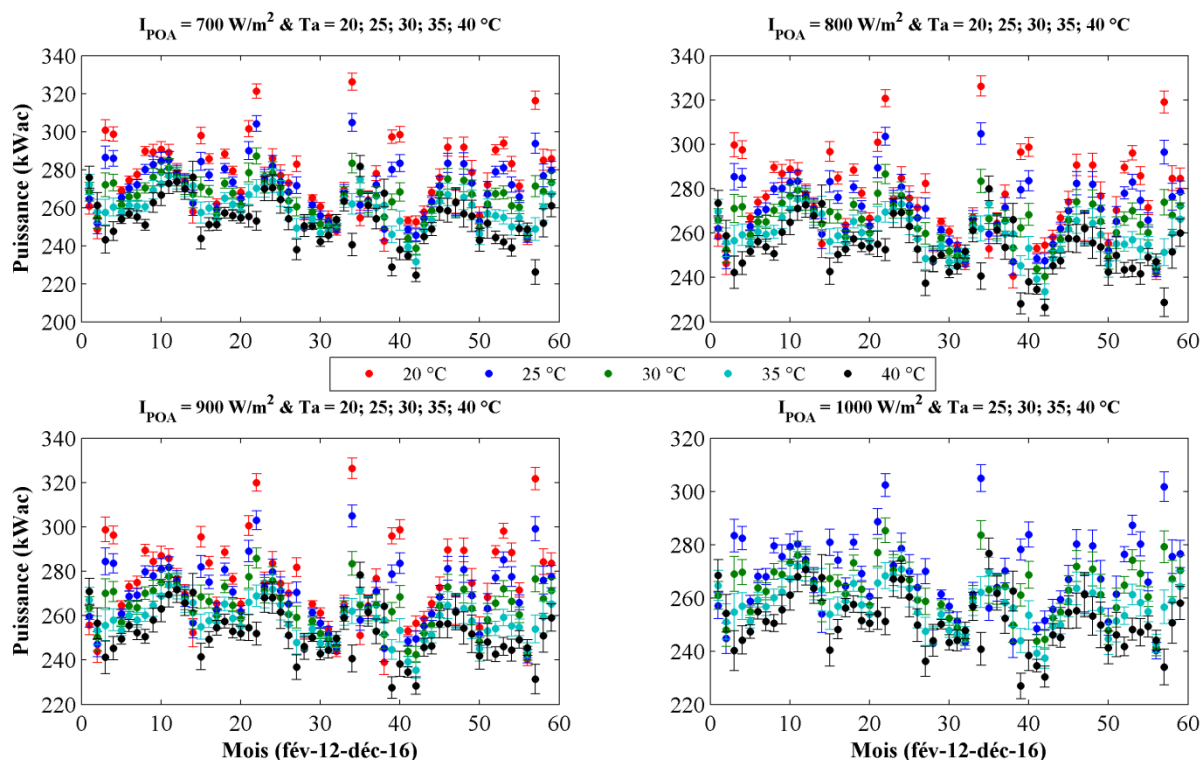 I_POA = 700 W/m² & Ta = 20; 25; 30; 35; 40 °C
Puissance (kWac)
340
320
300
280
260
240
220
200
0 10 20 30 40 50 60
I_POA = 800 W/m² & Ta = 20; 25; 30; 35; 40 °C
340
320
300
280
260
240
220
0 10 20 30 40 50 60
20 °C 25 °C 30 °C 35 °C 40 °C
I_POA = 900 W/m² & Ta = 20; 25; 30; 35; 40 °C
Puissance (kWac)
340
320
300
280
260
240
220
0 10 20 30 40 50 60
Mois (fév-12-déc-16)
I_POA = 1000 W/m² & Ta = 25; 30; 35; 40 °C
320
300
280
260
240
220
0 10 20 30 40 50 60
Mois (fév-12-déc-16)